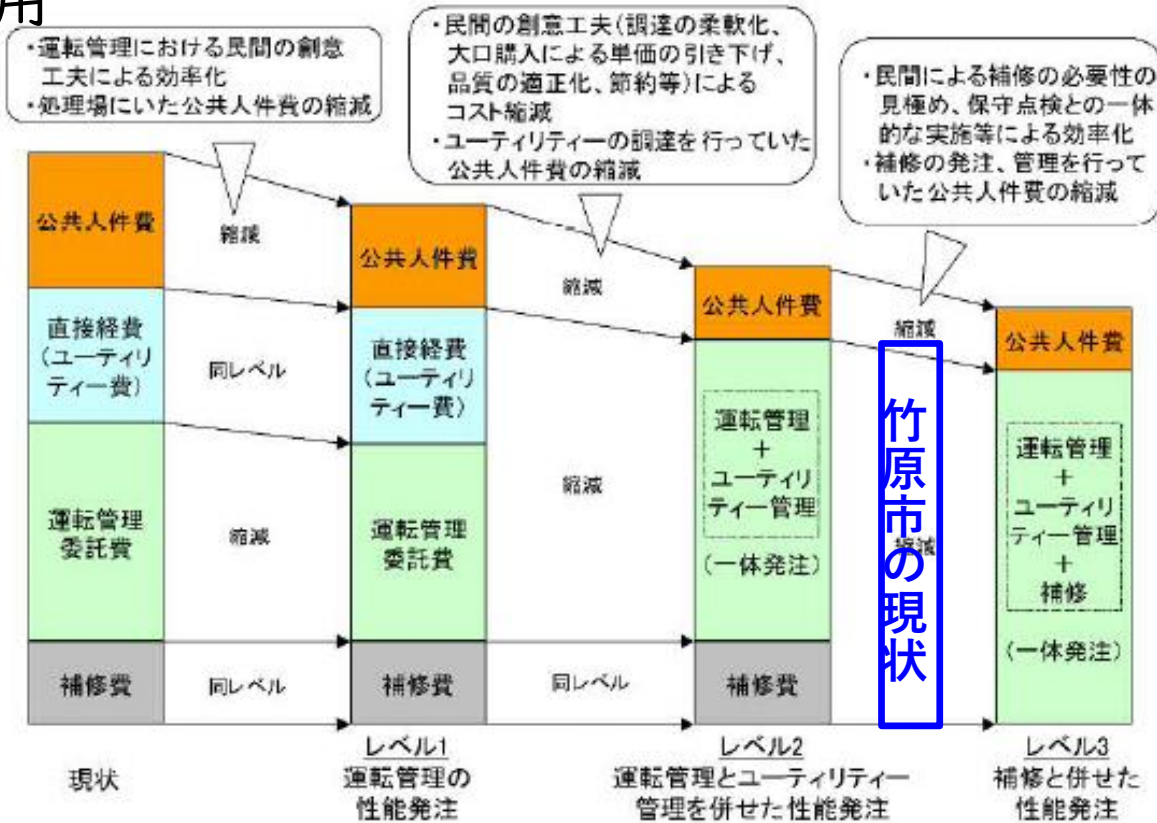 用
・運転管理における民間の創意
工夫による効率化
・処理場にいた公共人件費の縮減
・民間の創意工夫(調達の柔軟化、
大口購入による単価の引き下げ、
品質の適正化、節約等)による
コスト縮減
・ユーティリティーの調達を行っていた
公共人件費の縮減
・民間による補修の必要性の
見極め、保守点検との一体
的な実施等による効率化
・補修の発注、管理を行って
いた公共人件費の縮減
公共人件費
直接経費
(ユーティリ
ティー費)
運転管理
委託費
補修費
現状
縮減
同レベル
縮減
同レベル
公共人件費
直接経費
(ユーティリ
ティー費)
運転管理
委託費
補修費
レベル1
運転管理の
性能発注
縮減
縮減
同レベル
公共人件費
運転管理
+
ユーティリ
ティー管理
(一体発注)
補修費
レベル2
運転管理とユーティリティー
管理を併せた性能発注
縮減
竹原市の現状
縮減
公共人件費
運転管理
+
ユーティリ
ティー管理
+
補修
(一体発注)
レベル3
補修と併せた
性能発注